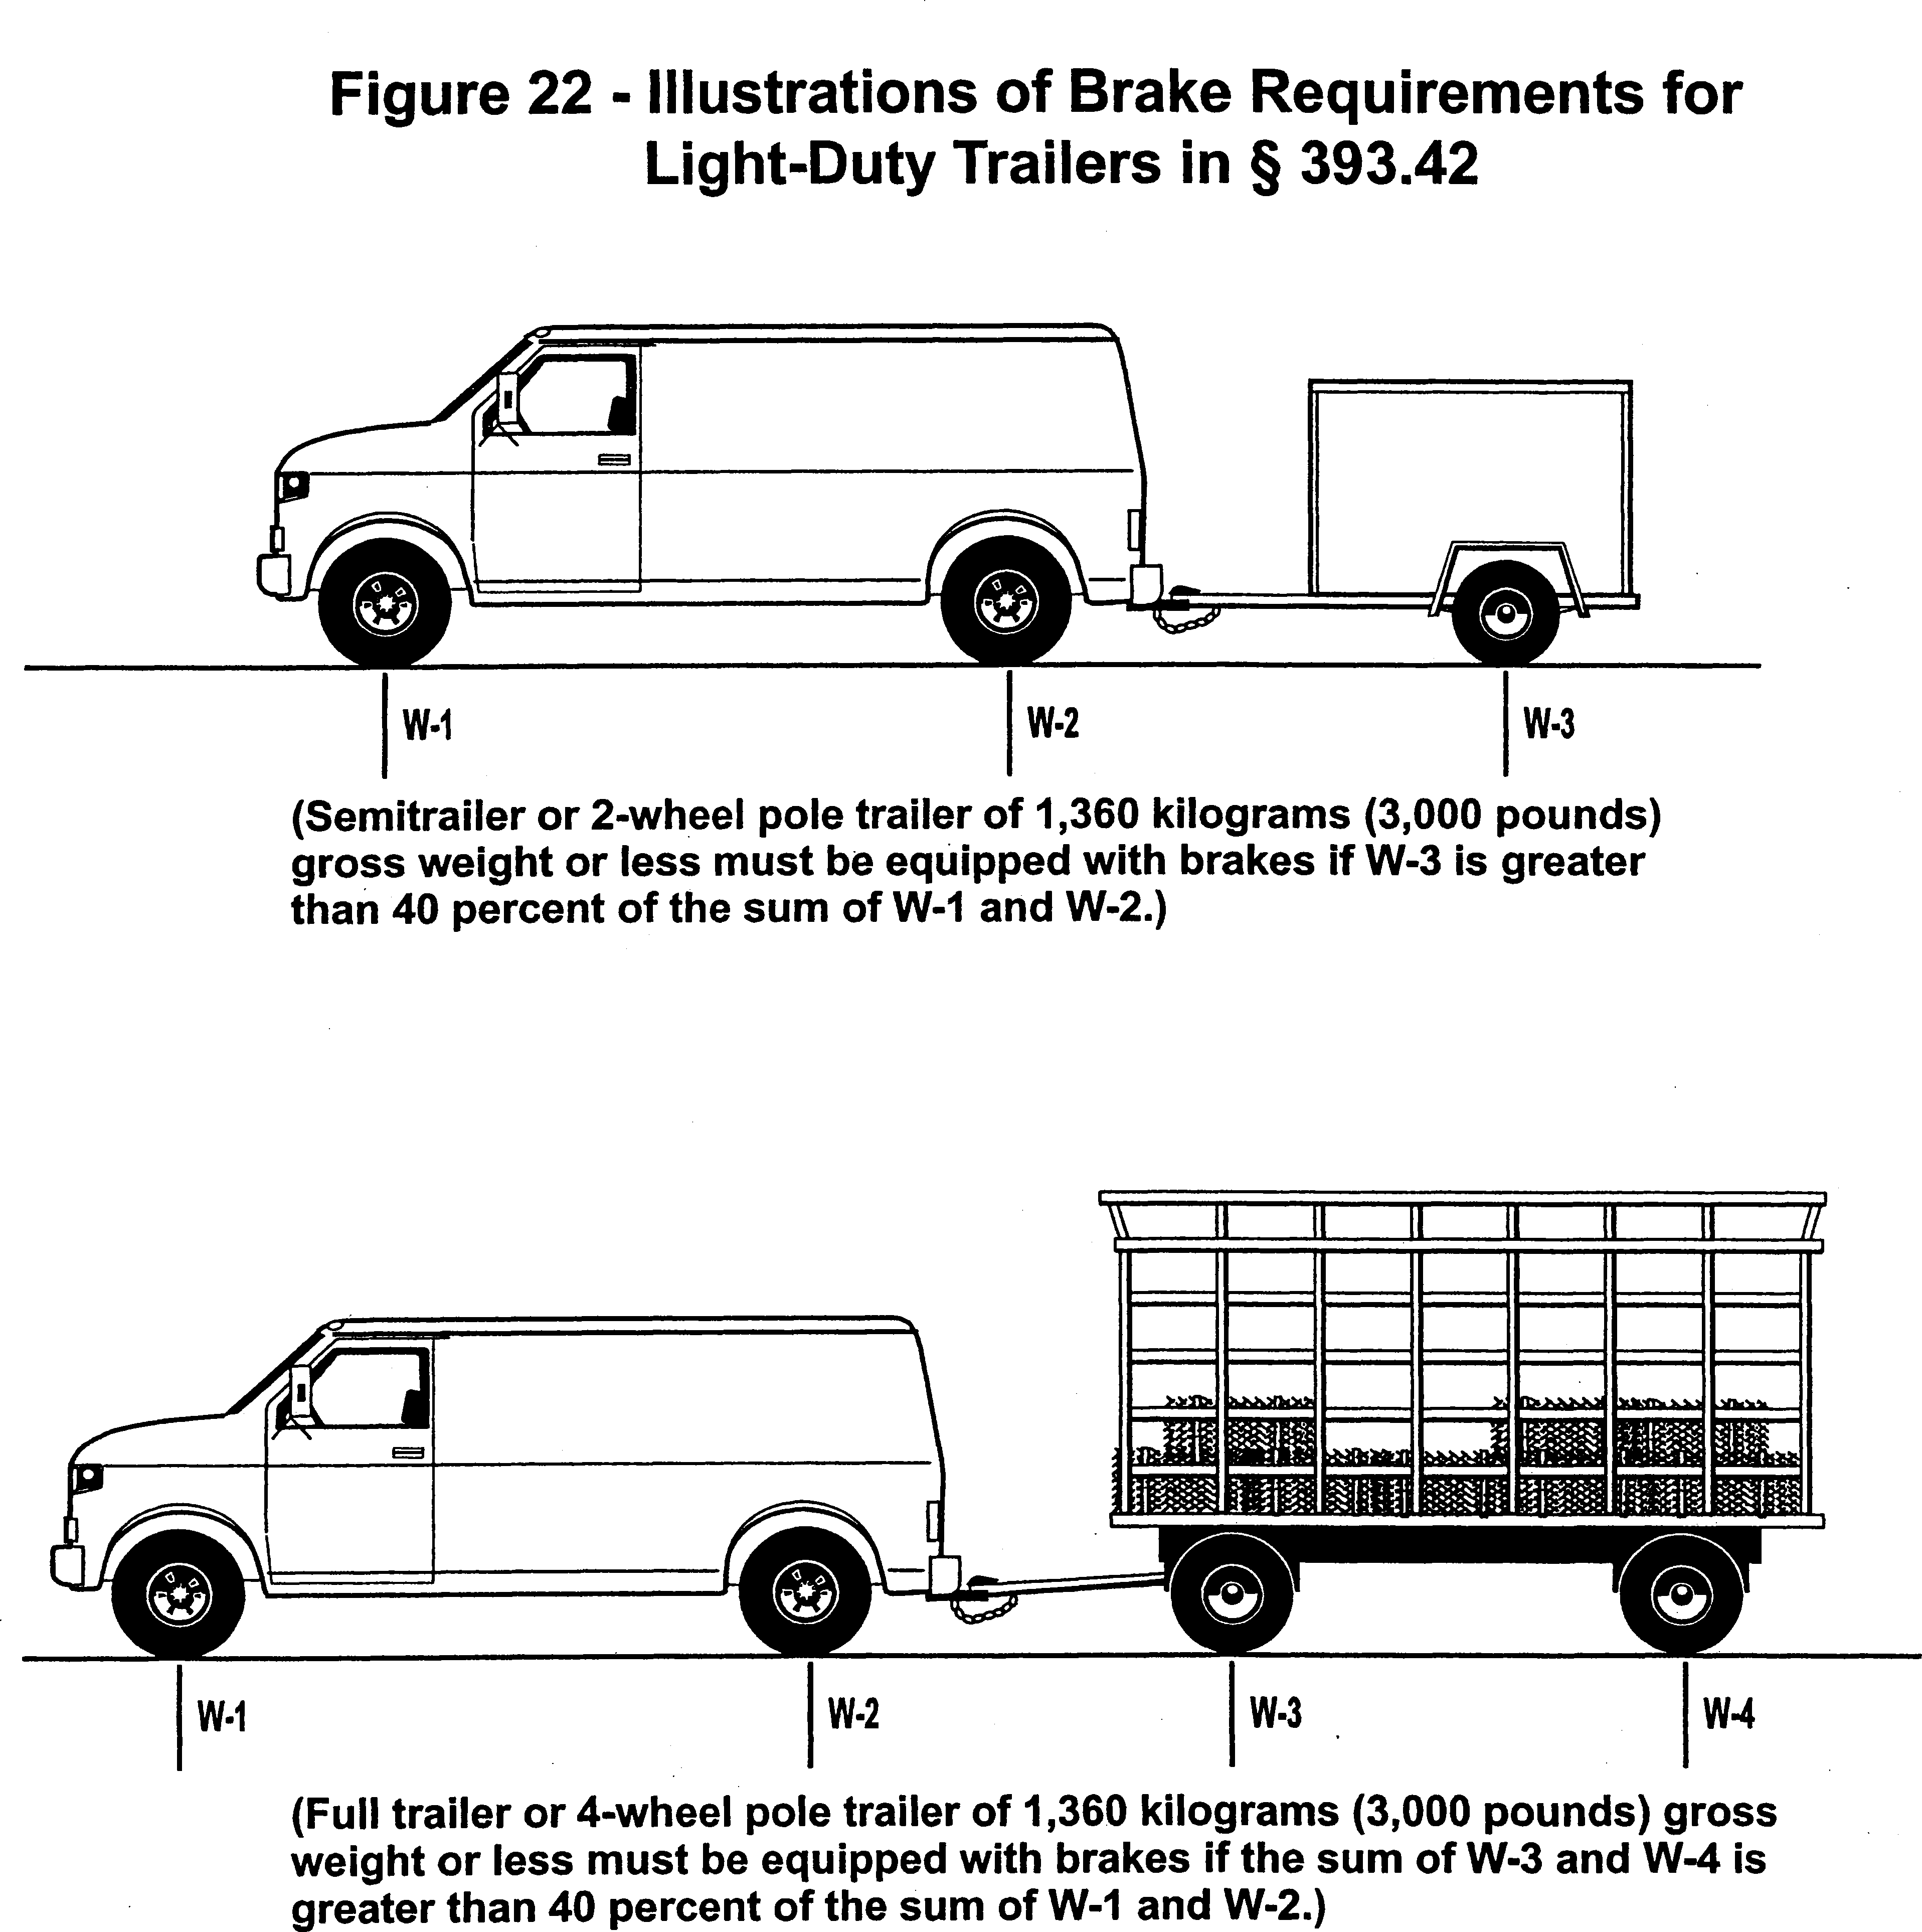 Figure 22 - Illustrations of Brake Requirements for
Light-Duty Trailers in § 393.42
W-1
W-2
W-3
(Semitrailer or 2-wheel pole trailer of 1,360 kilograms (3,000 pounds)
gross weight or less must be equipped with brakes if W-3 is greater
than 40 percent of the sum of W-1 and W-2.)
W-1
W-2
W-3
W-4
(Full trailer or 4-wheel pole trailer of 1,360 kilograms (3,000 pounds) gross
weight or less must be equipped with brakes if the sum of W-3 and W-4 is
greater than 40 percent of the sum of W-1 and W-2.)